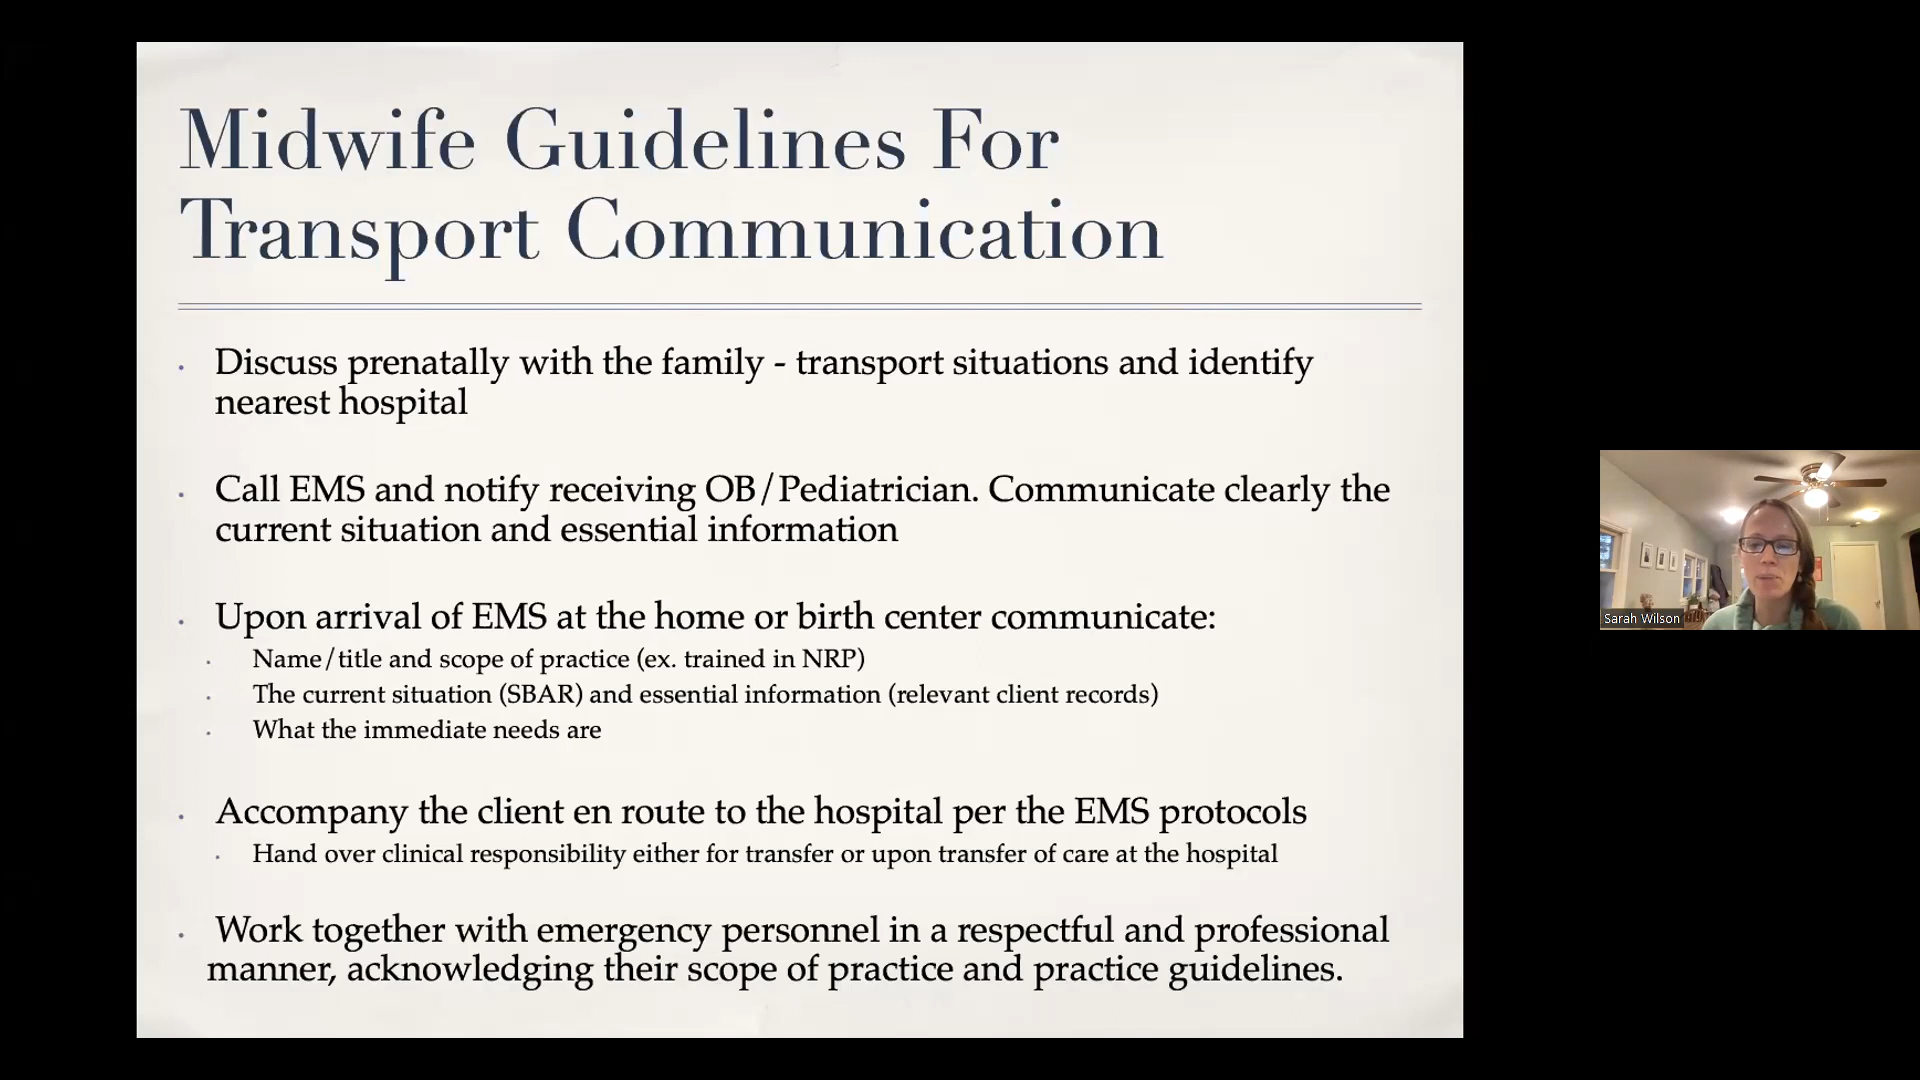 Midwife Guidelines For
Transport Communication
· Discuss prenatally with the family - transport situations and identify
nearest hospital
· Call EMS and notify receiving OB/Pediatrician. Communicate clearly the
current situation and essential information
· Upon arrival of EMS at the home or birth center communicate:
· Name/title and scope of practice (ex. trained in NRP)
· The current situation (SBAR) and essential information (relevant client records)
· What the immediate needs are
· Accompany the client en route to the hospital per the EMS protocols
· Hand over clinical responsibility either for transfer or upon transfer of care at the hospital
· Work together with emergency personnel in a respectful and professional
manner, acknowledging their scope of practice and practice guidelines.
Sarah Wilson